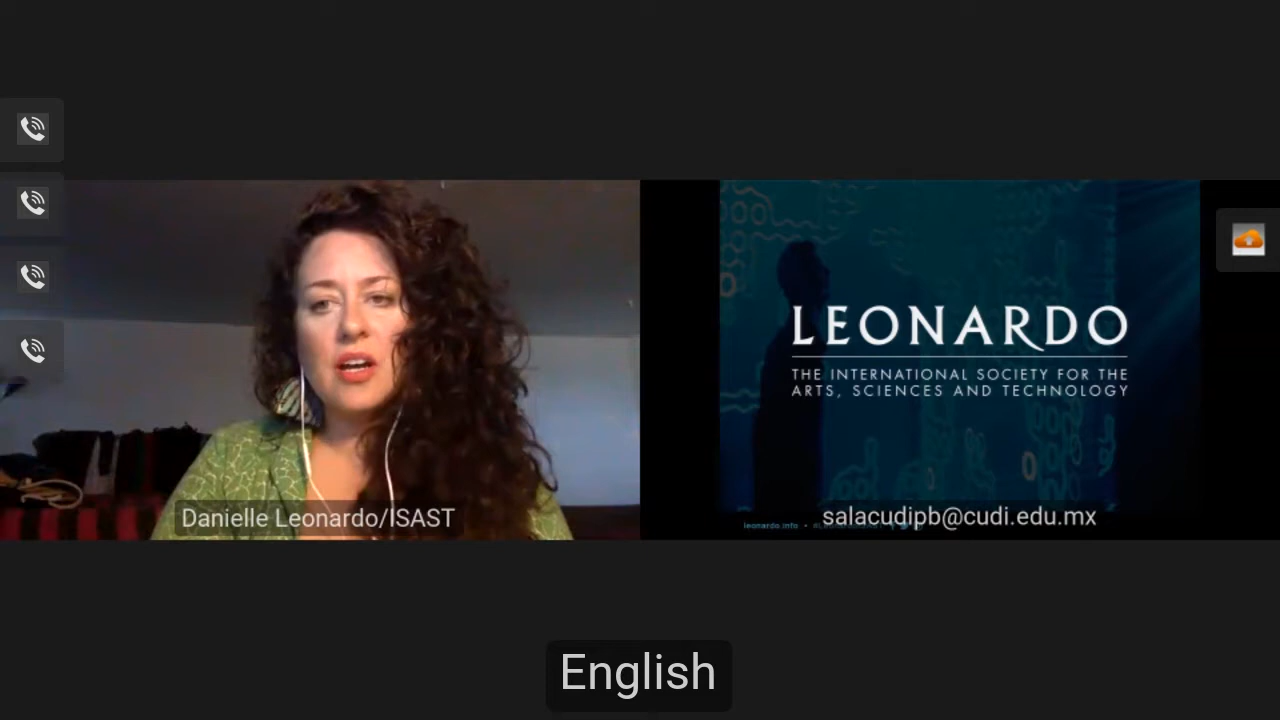 LEONARDO
THE INTERNATIONAL SOCIETY FOR THE
ARTS, SCIENCES AND TECHNOLOGY
Danielle Leonardo/ISAST
salacudipb@cudi.edu.mx
leonardo.info
English